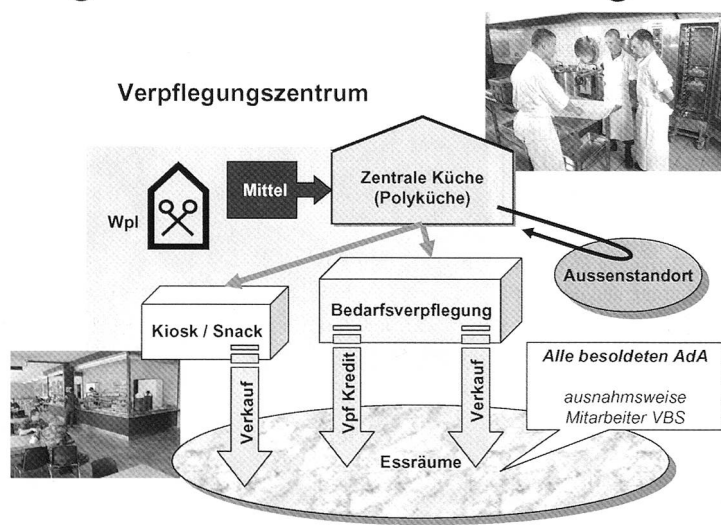 Verpflegungszentrum
Wpl
Mittel
Zentrale Küche
(Polyküche)
Aussenstandort
Kiosk / Snack
Bedarfsverpflegung
Verkauf
Vpf Kredit
Verkauf
Alle besoldeten AdA
ausnahmsweise
Mitarbeiter VBS
Essräume